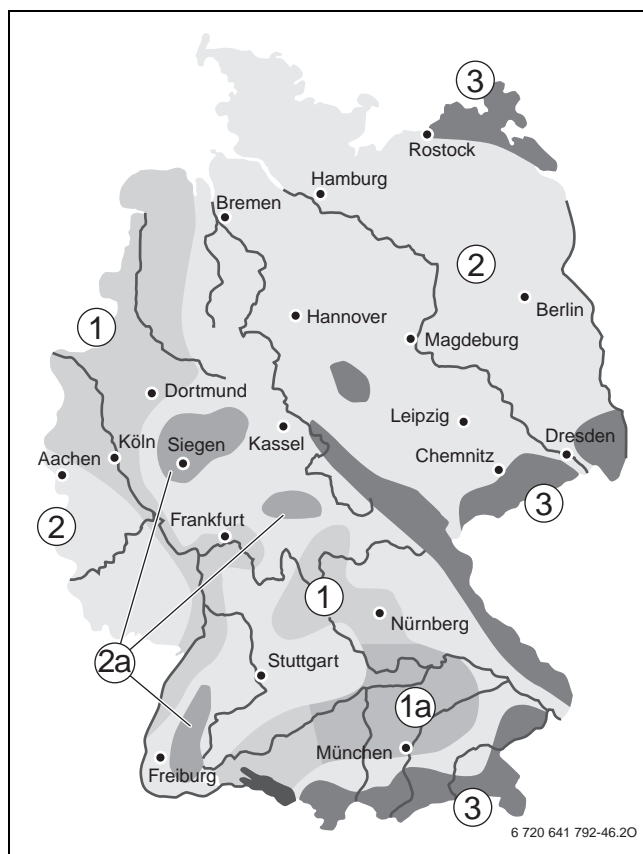 3
Rostock
Hamburg
Bremen
2
Berlin
Hannover
1
Magdeburg
Dortmund
Leipzig
Dresden
Köln
Siegen
Kassel
Aachen
Chemnitz
3
2
Frankfurt
1
Nürnberg
2a
Stuttgart
1a
München
Freiburg
3
6 720 641 792-46.2O